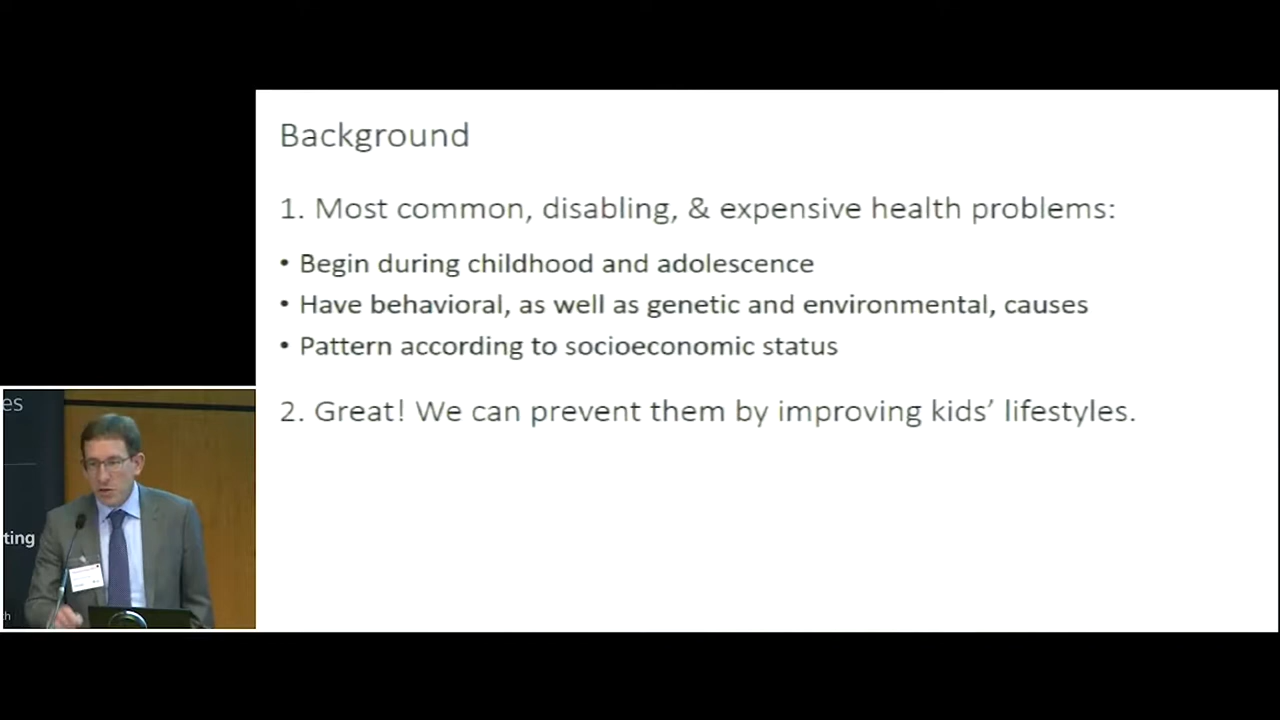 Background
1. Most common, disabling, & expensive health problems:
• Begin during childhood and adolescence
• Have behavioral, as well as genetic and environmental, causes
• Pattern according to socioeconomic status
2. Great! We can prevent them by improving kids’ lifestyles.
es
ting
th